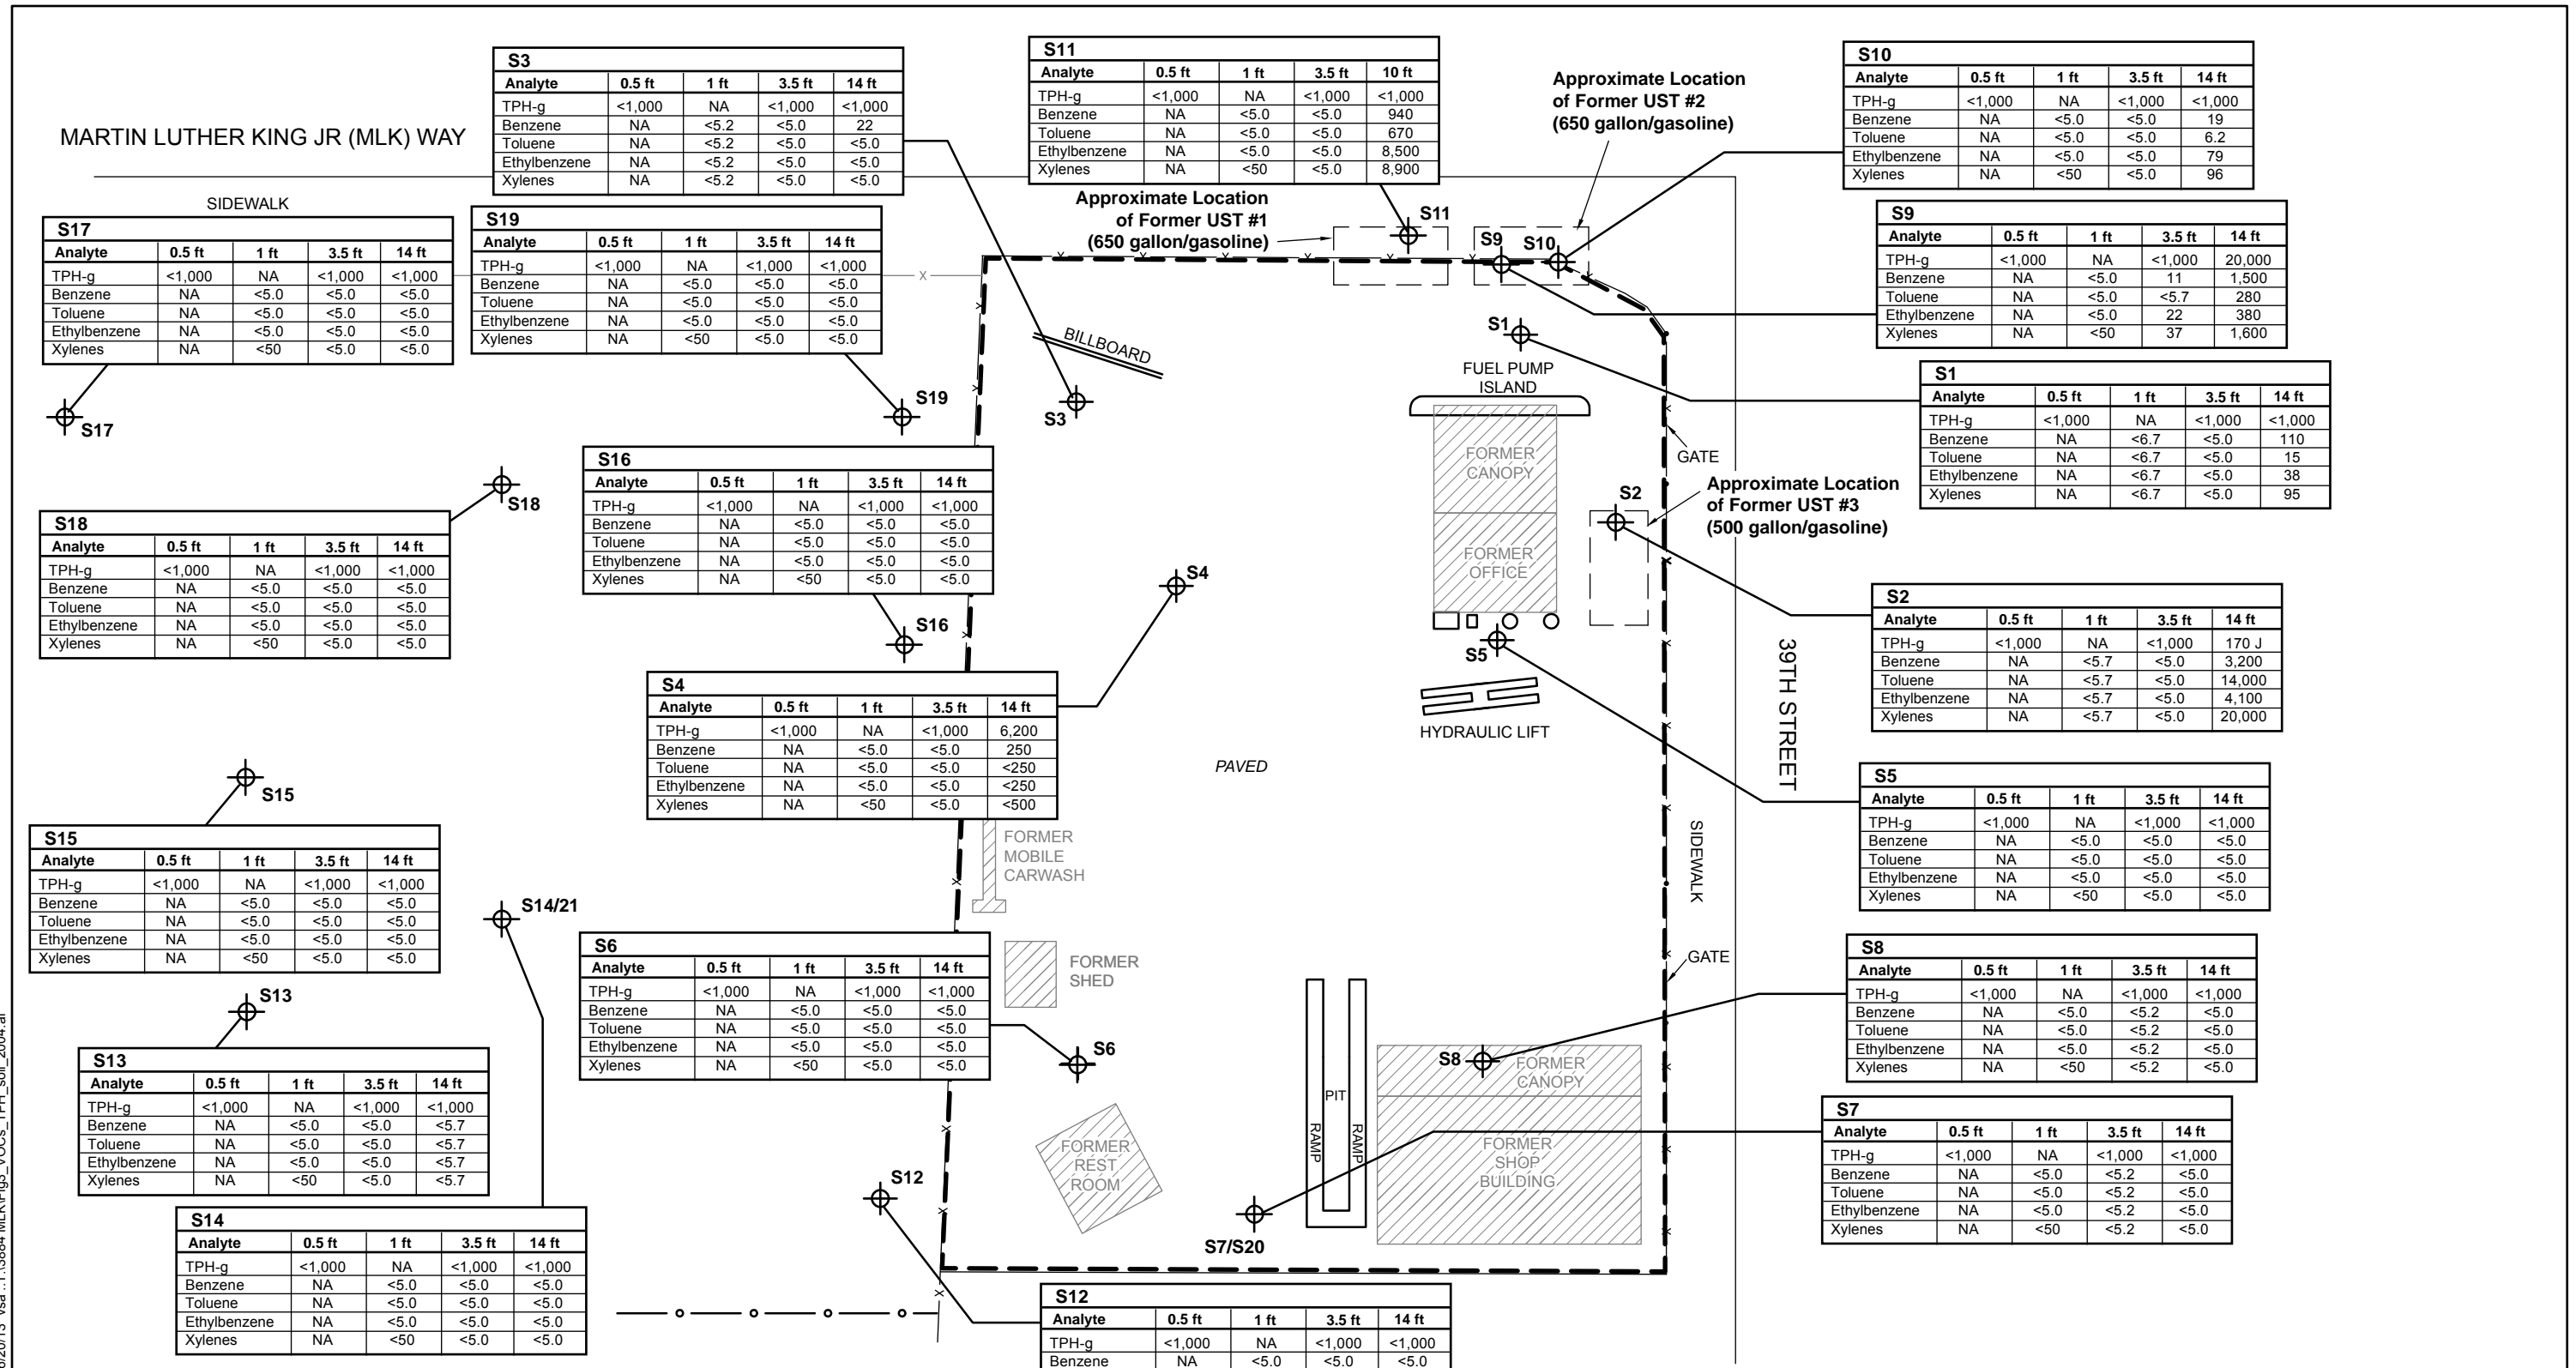 MARTIN LUTHER KING JR (MLK) WAY
SIDEWALK
S3
Analyte 0.5 ft 1 ft 3.5 ft 14 ft
TPH-g <1,000 NA <1,000 <1,000
Benzene NA <5.2 <5.0 22
Toluene NA <5.2 <5.0 <5.0
Ethylbenzene NA <5.2 <5.0 <5.0
Xylenes NA <5.2 <5.0 <5.0
S11
Analyte 0.5 ft 1 ft 3.5 ft 10 ft
TPH-g <1,000 NA <1,000 <1,000
Benzene NA <5.0 <5.0 940
Toluene NA <5.0 <5.0 670
Ethylbenzene NA <5.0 <5.0 8,500
Xylenes NA <50 <5.0 8,900
Approximate Location
of Former UST #2
(650 gallon/gasoline)
S10
Analyte 0.5 ft 1 ft 3.5 ft 14 ft
TPH-g <1,000 NA <1,000 <1,000
Benzene NA <5.0 <5.0 19
Toluene NA <5.0 <5.0 6.2
Ethylbenzene NA <5.0 <5.0 79
Xylenes NA <50 <5.0 96
S17
Analyte 0.5 ft 1 ft 3.5 ft 14 ft
TPH-g <1,000 NA <1,000 <1,000
Benzene NA <5.0 <5.0 <5.0
Toluene NA <5.0 <5.0 <5.0
Ethylbenzene NA <5.0 <5.0 <5.0
Xylenes NA <50 <5.0 <5.0
S19
Analyte 0.5 ft 1 ft 3.5 ft 14 ft
TPH-g <1,000 NA <1,000 <1,000
Benzene NA <5.0 <5.0 <5.0
Toluene NA <5.0 <5.0 <5.0
Ethylbenzene NA <5.0 <5.0 <5.0
Xylenes NA <50 <5.0 <5.0
Approximate Location
of Former UST #1
(650 gallon/gasoline)
S11
S9
S10
S9
Analyte 0.5 ft 1 ft 3.5 ft 14 ft
TPH-g <1,000 NA <1,000 20,000
Benzene NA <5.0 11 1,500
Toluene NA <5.0 <5.7 280
Ethylbenzene NA <5.0 22 380
Xylenes NA <50 37 1,600
S17
S19
BILLBOARD
S3
S1
FUEL PUMP
ISLAND
FORMER
CANOPY
FORMER
OFFICE
GATE
S1
Analyte 0.5 ft 1 ft 3.5 ft 14 ft
TPH-g <1,000 NA <1,000 <1,000
Benzene NA <6.7 <5.0 110
Toluene NA <6.7 <5.0 15
Ethylbenzene NA <6.7 <5.0 38
Xylenes NA <6.7 <5.0 95
S18
S16
Analyte 0.5 ft 1 ft 3.5 ft 14 ft
TPH-g <1,000 NA <1,000 <1,000
Benzene NA <5.0 <5.0 <5.0
Toluene NA <5.0 <5.0 <5.0
Ethylbenzene NA <5.0 <5.0 <5.0
Xylenes NA <50 <5.0 <5.0
S2
Approximate Location
of Former UST #3
(500 gallon/gasoline)
S18
Analyte 0.5 ft 1 ft 3.5 ft 14 ft
TPH-g <1,000 NA <1,000 <1,000
Benzene NA <5.0 <5.0 <5.0
Toluene NA <5.0 <5.0 <5.0
Ethylbenzene NA <5.0 <5.0 <5.0
Xylenes NA <50 <5.0 <5.0
S16
S4
S5
HYDRAULIC LIFT
39TH STREET
S2
Analyte 0.5 ft 1 ft 3.5 ft 14 ft
TPH-g <1,000 NA <1,000 170 J
Benzene NA <5.7 <5.0 3,200
Toluene NA <5.7 <5.0 14,000
Ethylbenzene NA <5.7 <5.0 4,100
Xylenes NA <5.7 <5.0 20,000
S4
Analyte 0.5 ft 1 ft 3.5 ft 14 ft
TPH-g <1,000 NA <1,000 6,200
Benzene NA <5.0 <5.0 250
Toluene NA <5.0 <5.0 <250
Ethylbenzene NA <5.0 <5.0 <250
Xylenes NA <50 <5.0 <500
PAVED
S15
S5
Analyte 0.5 ft 1 ft 3.5 ft 14 ft
TPH-g <1,000 NA <1,000 <1,000
Benzene NA <5.0 <5.0 <5.0
Toluene NA <5.0 <5.0 <5.0
Ethylbenzene NA <5.0 <5.0 <5.0
Xylenes NA <50 <5.0 <5.0
S15
Analyte 0.5 ft 1 ft 3.5 ft 14 ft
TPH-g <1,000 NA <1,000 <1,000
Benzene NA <5.0 <5.0 <5.0
Toluene NA <5.0 <5.0 <5.0
Ethylbenzene NA <5.0 <5.0 <5.0
Xylenes NA <50 <5.0 <5.0
FORMER
MOBILE
CARWASH
SIDEWALK
S14/21
S6
Analyte 0.5 ft 1 ft 3.5 ft 14 ft
TPH-g <1,000 NA <1,000 <1,000
Benzene NA <5.0 <5.0 <5.0
Toluene NA <5.0 <5.0 <5.0
Ethylbenzene NA <5.0 <5.0 <5.0
Xylenes NA <50 <5.0 <5.0
FORMER
SHED
GATE
S8
Analyte 0.5 ft 1 ft 3.5 ft 14 ft
TPH-g <1,000 NA <1,000 <1,000
Benzene NA <5.0 <5.2 <5.0
Toluene NA <5.0 <5.2 <5.0
Ethylbenzene NA <5.0 <5.2 <5.0
Xylenes NA <50 <5.2 <5.0
S13
S6
S8
FORMER
CANOPY
S13
Analyte 0.5 ft 1 ft 3.5 ft 14 ft
TPH-g <1,000 NA <1,000 <1,000
Benzene NA <5.0 <5.0 <5.7
Toluene NA <5.0 <5.0 <5.7
Ethylbenzene NA <5.0 <5.0 <5.7
Xylenes NA <50 <5.0 <5.7
FORMER
REST
ROOM
RAMP
PIT
RAMP
FORMER
SHOP
BUILDING
S7
Analyte 0.5 ft 1 ft 3.5 ft 14 ft
TPH-g <1,000 NA <1,000 <1,000
Benzene NA <5.0 <5.2 <5.0
Toluene NA <5.0 <5.2 <5.0
Ethylbenzene NA <5.0 <5.2 <5.0
Xylenes NA <50 <5.2 <5.0
S12
S7/S20
S14
Analyte 0.5 ft 1 ft 3.5 ft 14 ft
TPH-g <1,000 NA <1,000 <1,000
Benzene NA <5.0 <5.0 <5.0
Toluene NA <5.0 <5.0 <5.0
Ethylbenzene NA <5.0 <5.0 <5.0
Xylenes NA <50 <5.0 <5.0
S12
Analyte 0.5 ft 1 ft 3.5 ft 14 ft
TPH-g <1,000 NA <1,000 <1,000
Benzene NA <5.0 <5.0 <5.0